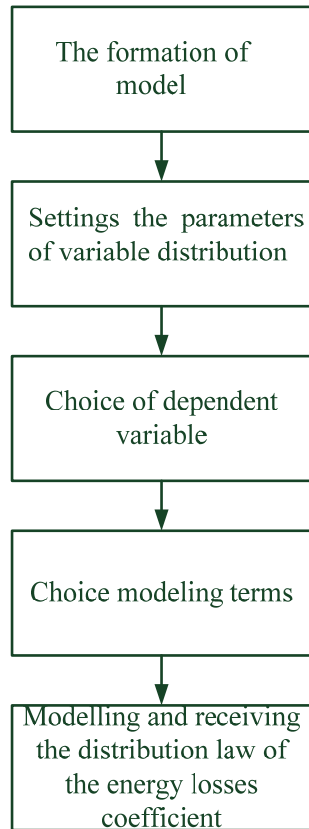 The formation of
model
Settings the parameters
of variable distribution
Choice of dependent
variable
Choice modeling terms
Modelling and receiving
the distribution law of
the energy losses
coefficient